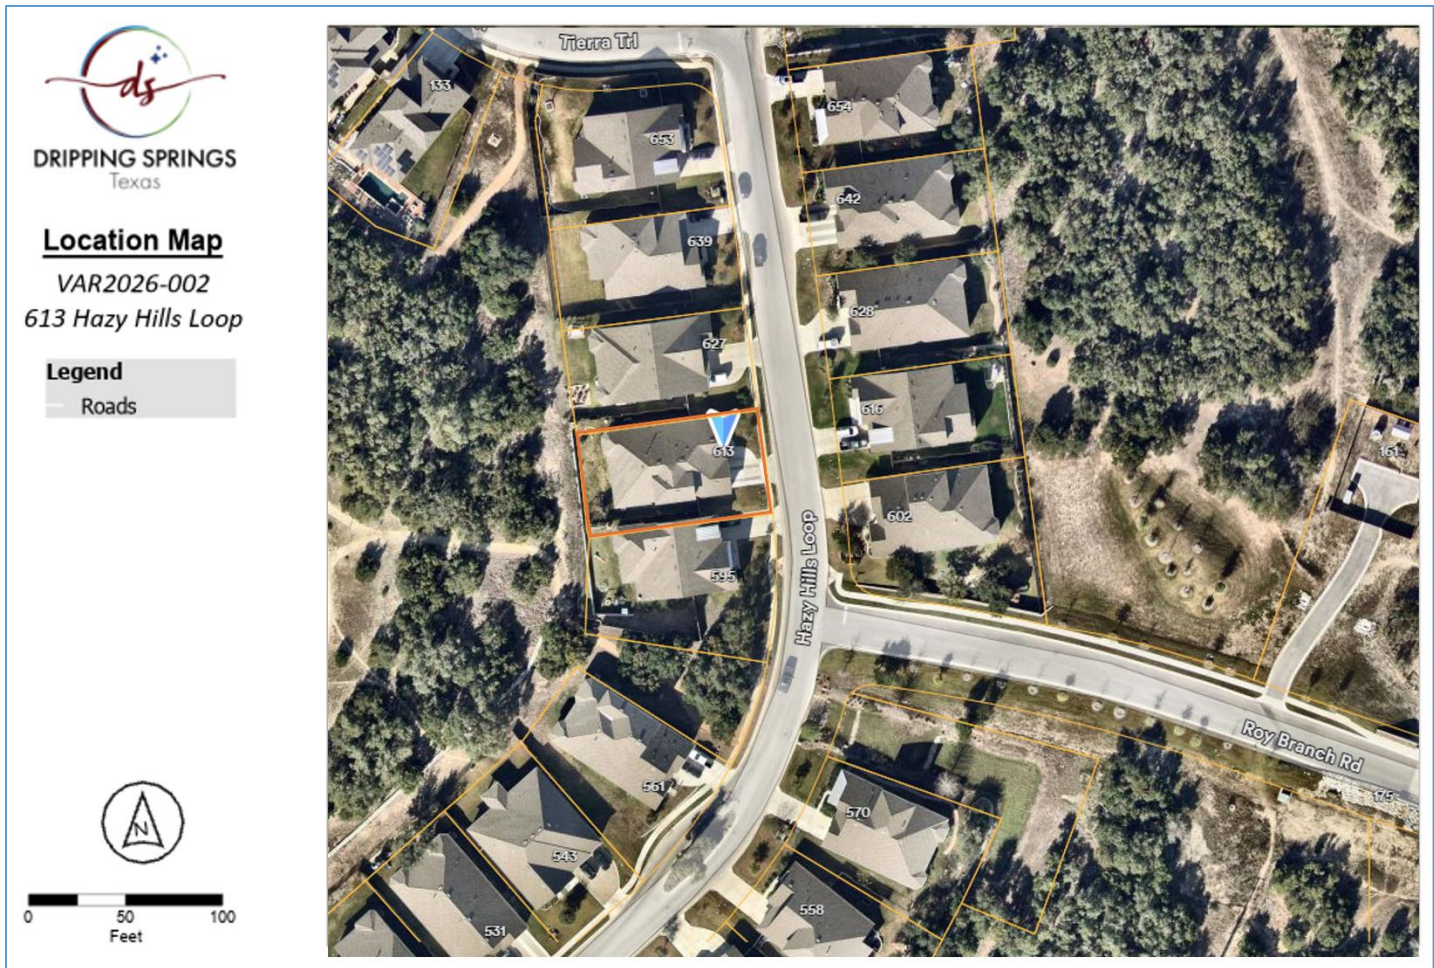 ds
DRIPPING SPRINGS
Texas
Location Map
VAR2026-002
613 Hazy Hills Loop
Legend
Roads
N
0 50 100
Feet
Tierra Trl
133
653
654
639
642
627
628
613
616
595
602
161
Hazy Hills Loop
Roy Branch Rd
175
561
570
543
558
531